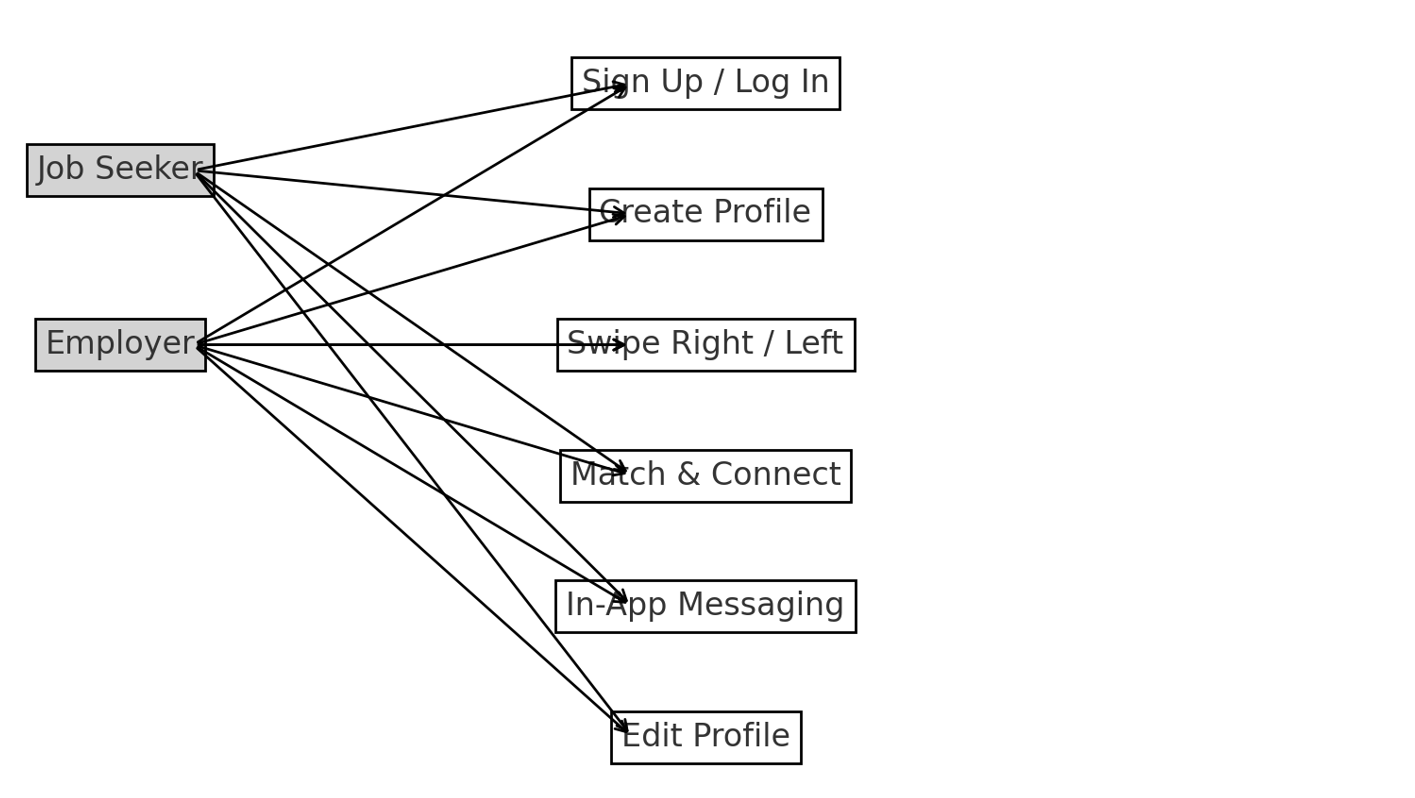 Job Seeker
Employer
Sign Up / Log In
Create Profile
Swipe Right / Left
Match & Connect
In-App Messaging
Edit Profile